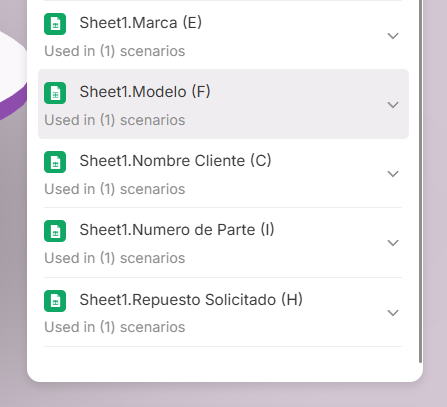 Sheet1.Marca (E)
Used in (1) scenarios
Sheet1.Modelo (F)
Used in (1) scenarios
Sheet1.Nombre Cliente (C)
Used in (1) scenarios
Sheet1.Numero de Parte (I)
Used in (1) scenarios
Sheet1.Repuesto Solicitado (H)
Used in (1) scenarios